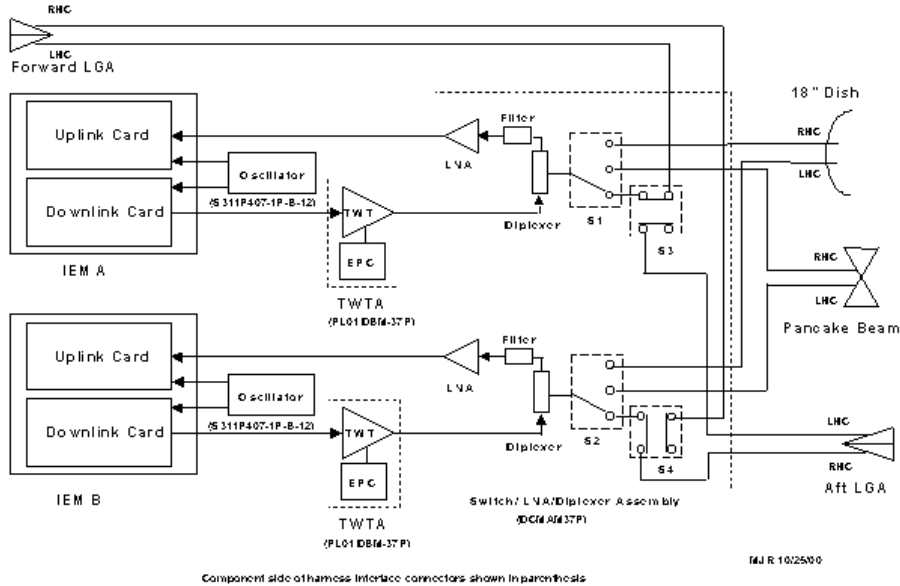 RHC
LHC
Forward LGA
18" Dish
Uplink Card
Filter
RHC
LNA
Oscillator
LHC
(S311P407-1P-B-12)
Downlink Card
TWT
Diplexer
S1
S3
EPC
RHC
IEM A
TWTA
LHC
(PL01DBM-37P)
Pancake Beam
Filter
Uplink Card
LNA
Oscillator
(S311P407-1P-B-12)
LHC
Downlink Card
TWT
Diplexer
S2
S4
RHC
EPC
Aft LGA
IEM B
Switch/LNA/Diplexer Assembly
(DCMAM37P)
TWTA
(PL01DBM-37P)
MJR 10/25/00
Component side of harness interface connectors shown in parenthesis